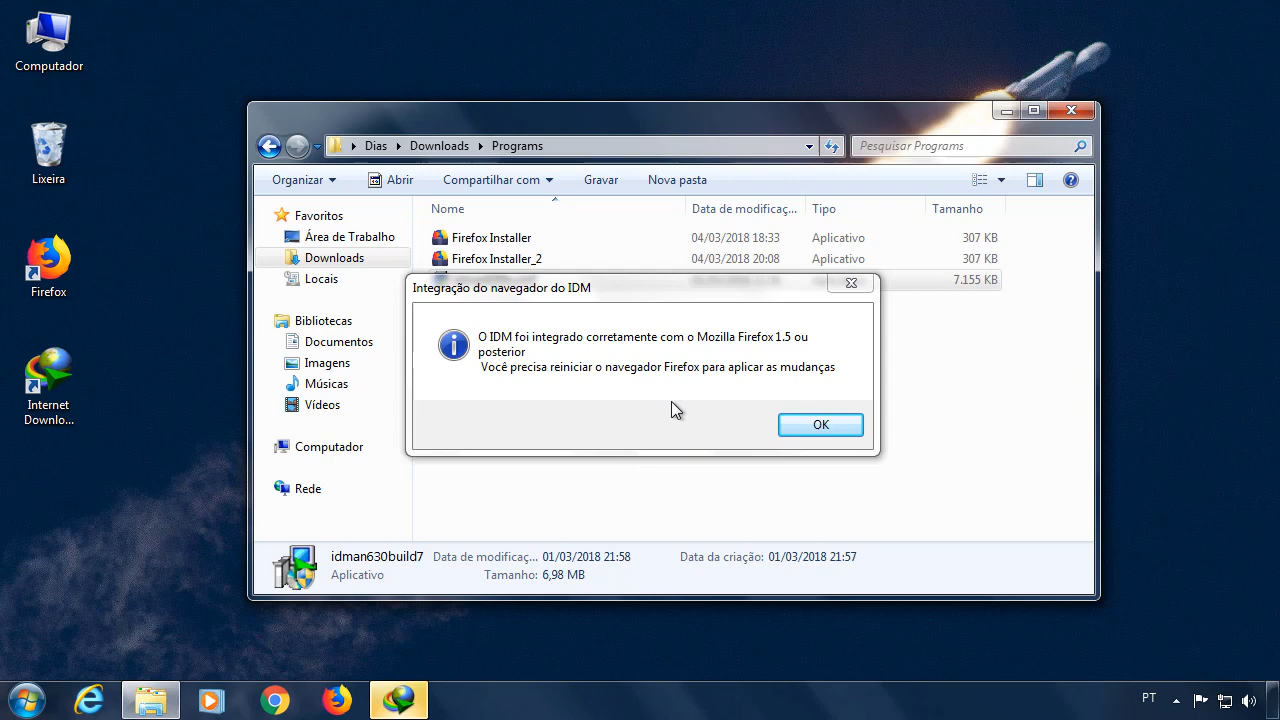 Computador
Lixeira
Firefox
Internet
Downlo...
Dias
Downloads
Programs
Pesquisar Programs
Organizar
Abrir
Compartilhar com
Gravar
Nova pasta
Favoritos
Área de Trabalho
Downloads
Locais
Bibliotecas
Documentos
Imagens
Músicas
Vídeos
Computador
Rede
Nome Data de modificaç... Tipo Tamanho
Firefox Installer 04/03/2018 18:33 Aplicativo 307 KB
Firefox Installer_2 04/03/2018 20:08 Aplicativo 307 KB
7.155 KB
Integração do navegador do IDM
O IDM foi integrado corretamente com o Mozilla Firefox 1.5 ou
posterior
Você precisa reiniciar o navegador Firefox para aplicar as mudanças
OK
idman630build7 Data de modificaç... 01/03/2018 21:58 Data da criação: 01/03/2018 21:57
Aplicativo Tamanho: 6,98 MB
PT